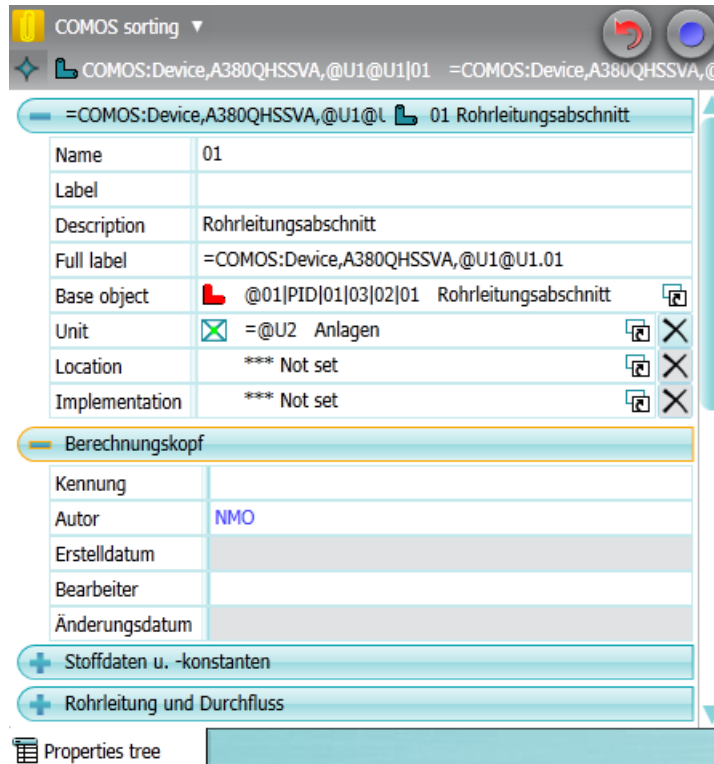 COMOS sorting
COMOS:Device,A380QHSSVA,@U1@U1|01 =COMOS:Device,A380QHSSVA,@
=COMOS:Device,A380QHSSVA,@U1@U 01 Rohrleitungsabschnitt
Name 01
Label
Description Rohrleitungsabschnitt
Full label =COMOS:Device,A380QHSSVA,@U1@U1.01
Base object @01|PID|01|03|02|01 Rohrleitungsabschnitt
Unit =@U2 Anlagen
Location *** Not set
Implementation *** Not set
Berechnungskopf
Kennung
Autor NMO
Erstelldatum
Bearbeiter
Änderungsdatum
Stoffdaten u. -konstanten
Rohrleitung und Durchfluss
Properties tree